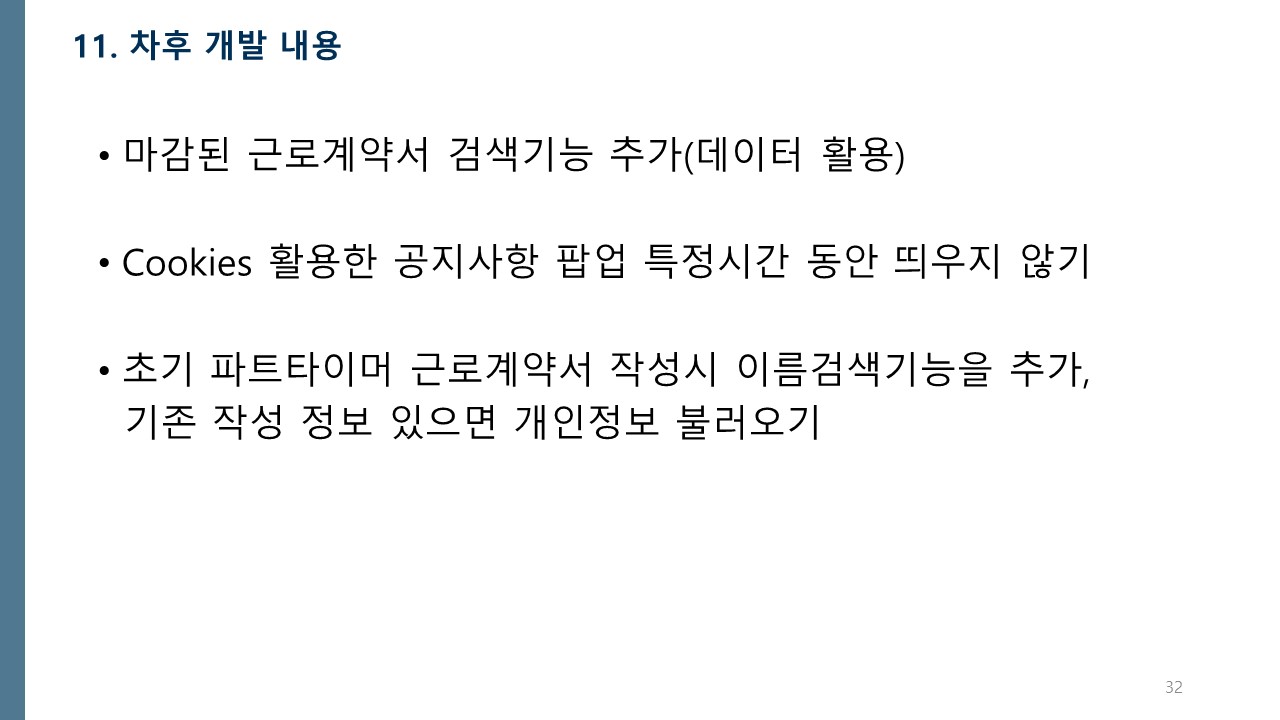 11. 차후 개발 내용
• 마감된 근로계약서 검색기능 추가(데이터 활용)
• Cookies 활용한 공지사항 팝업 특정시간 동안 띄우지 않기
• 초기 파트타이머 근로계약서 작성시 이름검색기능을 추가,
기존 작성 정보 있으면 개인정보 불러오기
32